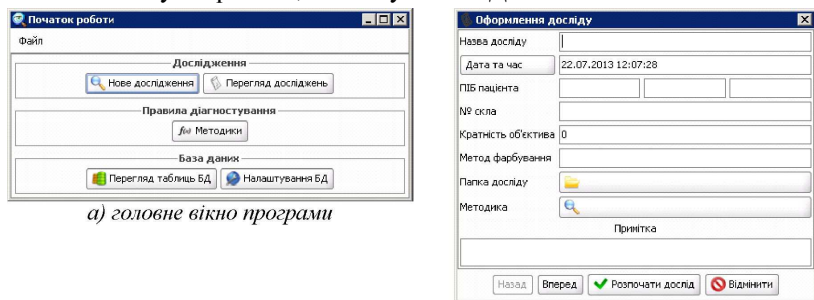 Початок роботи
Файл
Дослідження
Нове дослідження
Перегляд досліджень
Правила діагностування
f(x) Методики
База даних
Перегляд таблиць БД
Налаштування БД
а) головне вікно програми
Оформлення досліду
Назва досліду
Дата та час 22.07.2013 12:07:28
ПІБ пацієнта
№ скла
Кратність об'єктива 0
Метод фарбування
Папка досліду
Методика
Примітка
Назад Вперед Розпочати дослід Відмінити